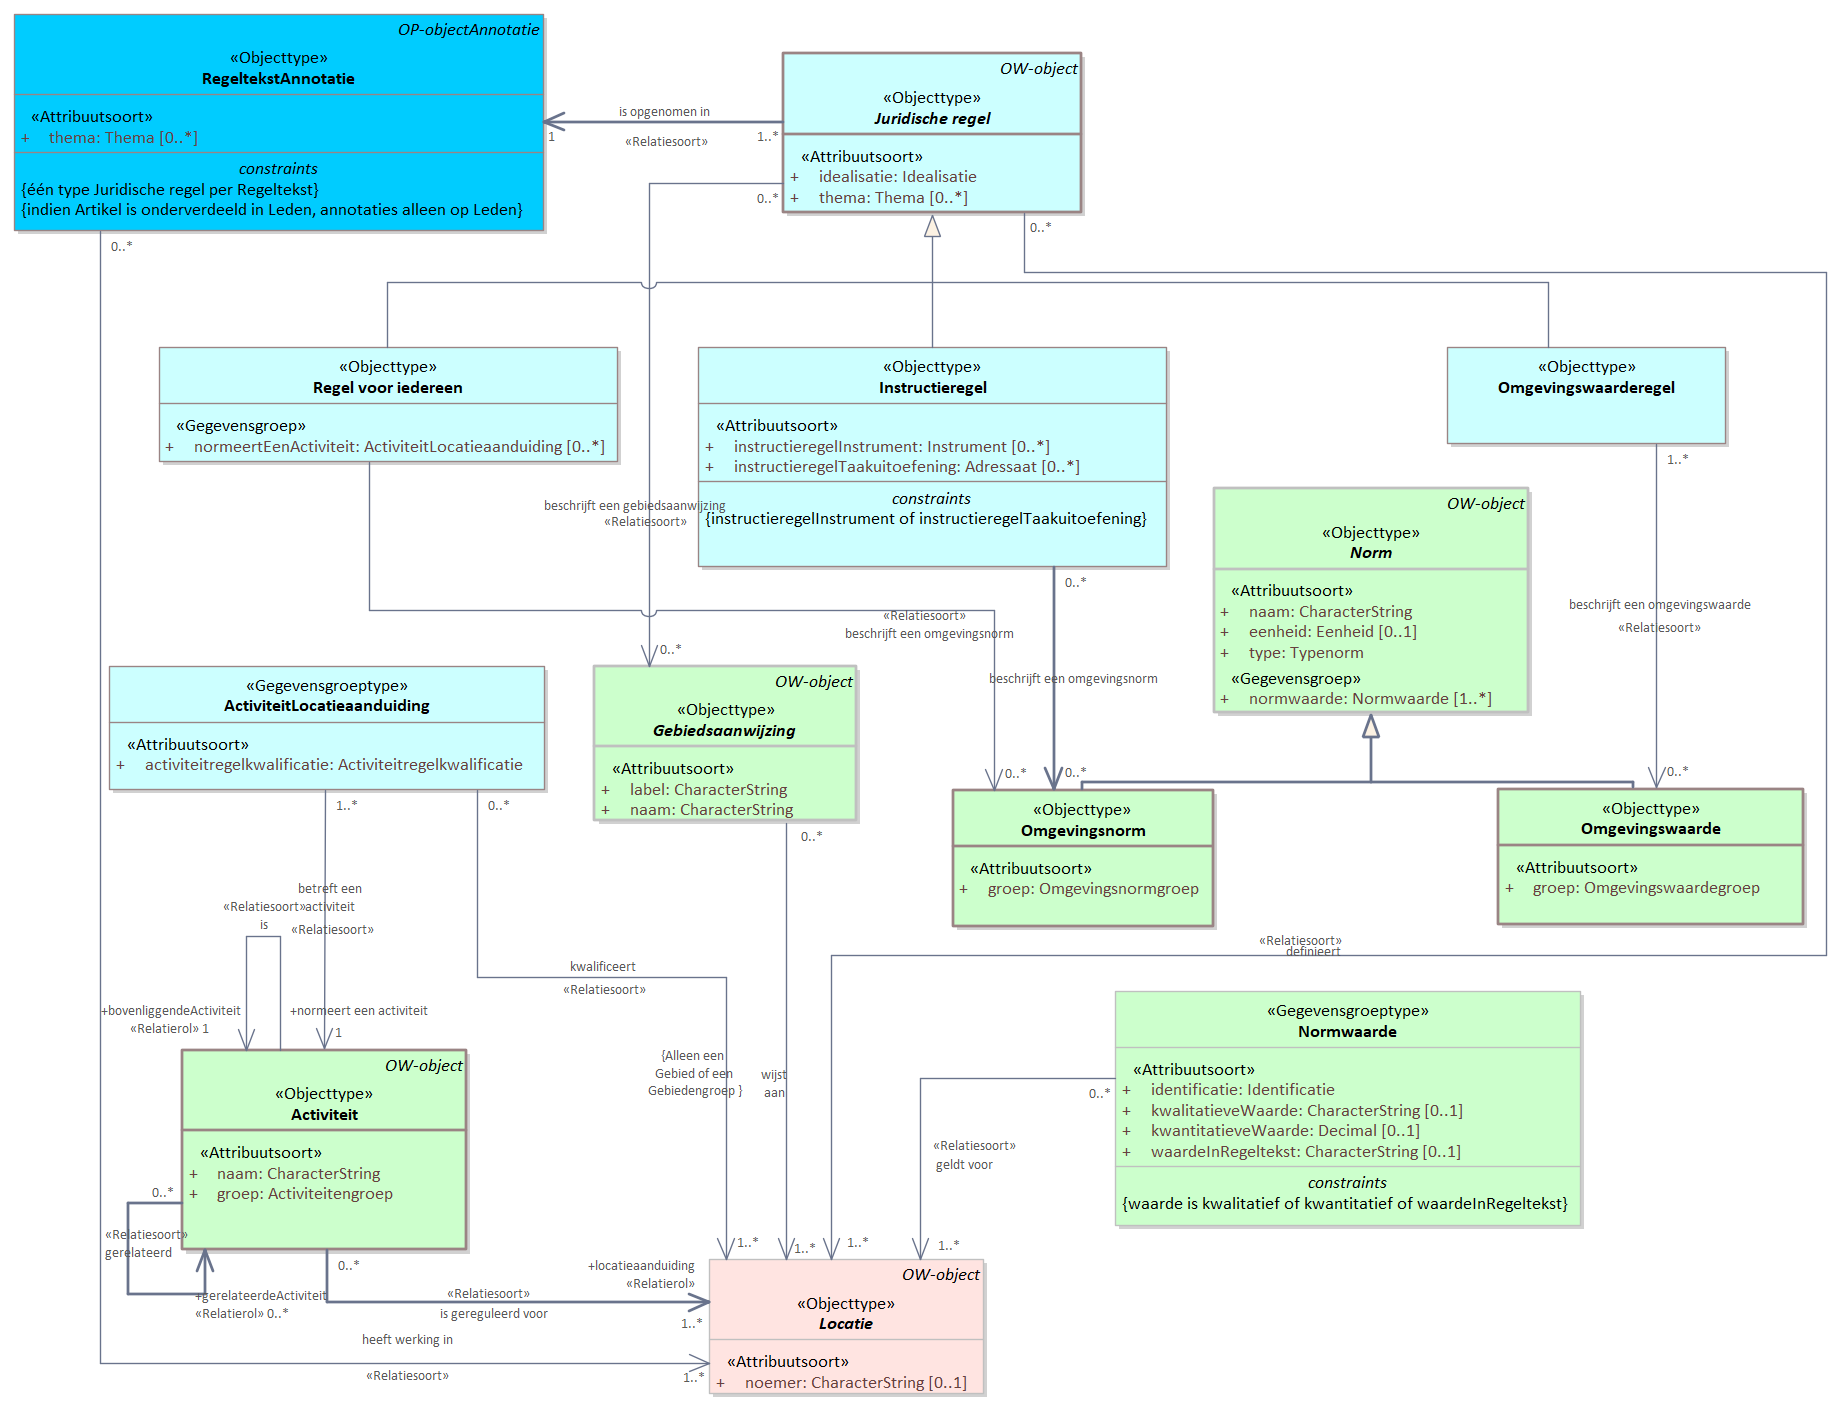 OP-objectAnnotatie
«Objecttype»
RegeltekstAnnotatie
«Attribuutsoort»
+ thema: Thema [0..*]
constraints
{één type Juridische regel per Regeltekst}
{indien Artikel is onderverdeeld in Leden, annotaties alleen op Leden}
0..*
is opgenomen in
«Relatiesoort»
1
1..*
OW-object
«Objecttype»
Juridische regel
«Attribuutsoort»
+ idealisatie: Idealisatie
+ thema: Thema [0..*]
0..*
0..*
«Objecttype»
Regel voor iedereen
«Gegevensgroep»
+ normeertEenActiviteit: ActiviteitLocatieaanduiding [0..*]
«Objecttype»
Instructieregel
«Attribuutsoort»
+ instructieregelInstrument: Instrument [0..*]
+ instructieregelTaakuitoefening: Adressaat [0..*]
constraints
{instructieregelInstrument of instructieregelTaakuitoefening}
0..*
«Objecttype»
Omgevingswaarderegel
1..*
beschrijft een gebiedsaanwijzing
«Relatiesoort»
OW-object
«Objecttype»
Norm
«Attribuutsoort»
+ naam: CharacterString
+ eenheid: Eenheid [0..1]
+ type: Typenorm
«Gegevensgroep»
+ normwaarde: Normwaarde [1..*]
beschrijft een omgevingswaarde
«Relatiesoort»
«Relatiesoort»
beschrijft een omgevingsnorm
beschrijft een omgevingsnorm
0..*
«Gegevensgroeptype»
ActiviteitLocatieaanduiding
«Attribuutsoort»
+ activiteitregelkwalificatie: Activiteitregelkwalificatie
1..*
0..*
OW-object
«Objecttype»
Gebiedsaanwijzing
«Attribuutsoort»
+ label: CharacterString
+ naam: CharacterString
0..*
0..*
0..*
0..*
«Objecttype»
Omgevingsnorm
«Attribuutsoort»
+ groep: Omgevingsnormgroep
«Objecttype»
Omgevingswaarde
«Attribuutsoort»
+ groep: Omgevingswaardegroep
betreft een
activiteit
«Relatiesoort»
«Relatiesoort»
is
+bovenliggendeActiviteit
«Relatierol» 1
+normeert een activiteit
1
kwalificeert
«Relatiesoort»
{Alleen een
Gebied of een
Gebiedengroep }
wijst
aan
«Relatiesoort»
definieert
OW-object
«Objecttype»
Activiteit
«Attribuutsoort»
+ naam: CharacterString
+ groep: Activiteitengroep
0..*
«Relatiesoort»
gerelateerd
+gerelateerdeActiviteit
«Relatierol» 0..*
0..*
«Relatiesoort»
is gereguleerd voor
+locatieaanduiding
«Relatierol»
1..*
heeft werking in
«Relatiesoort»
1..*
«Gegevensgroeptype»
Normwaarde
«Attribuutsoort»
+ identificatie: Identificatie
+ kwalitatieveWaarde: CharacterString [0..1]
+ kwantitatieveWaarde: Decimal [0..1]
+ waardeInRegeltekst: CharacterString [0..1]
constraints
{waarde is kwalitatief of kwantitatief of waardeInRegeltekst}
0..*
«Relatiesoort»
geldt voor
1..*
1..*
1..*
1..*
OW-object
«Objecttype»
Locatie
«Attribuutsoort»
+ noemer: CharacterString [0..1]